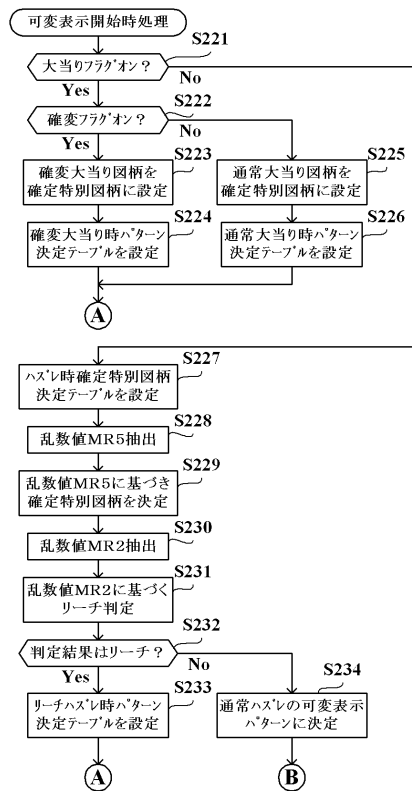 可変表示開始時処理
S221
大当りフラグオン？
No
Yes
S222
確変フラグオン？
No
Yes
S223
確変大当り図柄を
確定特別図柄に設定
S225
通常大当り図柄を
確定特別図柄に設定
S224
確変大当り時パターン
決定テーブルを設定
S226
通常大当り時パターン
決定テーブルを設定
A
S227
ハズレ時確定特別図柄
決定テーブルを設定
S228
乱数値MR5抽出
S229
乱数値MR5に基づき
確定特別図柄を決定
S230
乱数値MR2抽出
S231
乱数値MR2に基づく
リーチ判定
S232
判定結果はリーチ？
No
Yes
S233
リーチハズレ時パターン
決定テーブルを設定
S234
通常ハズレの可変表示
パターンに決定
A
B